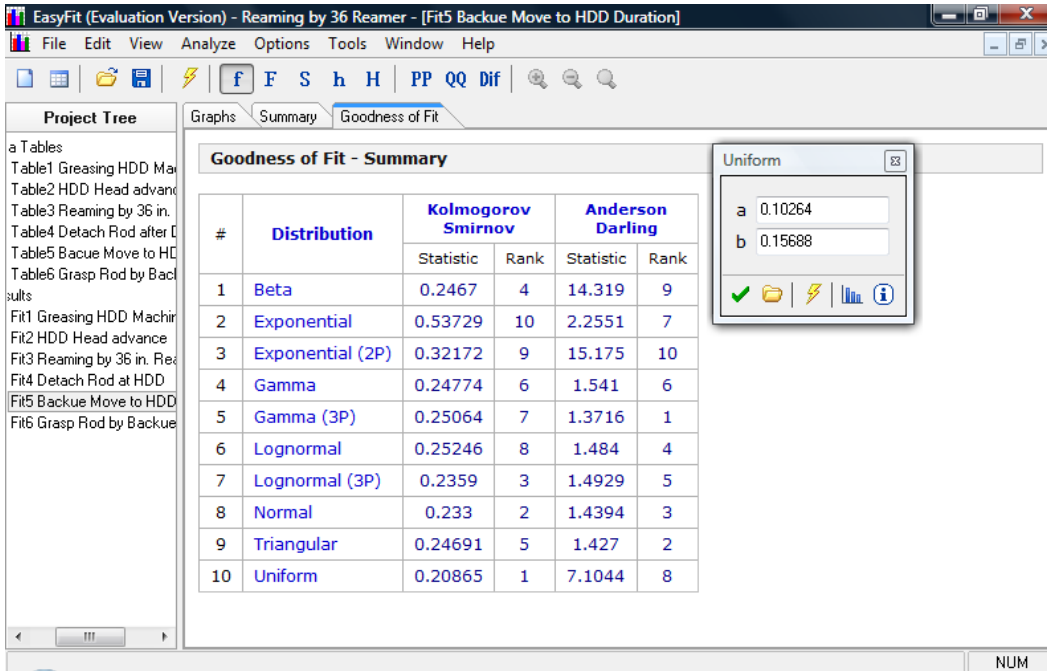 EasyFit (Evaluation Version) - Reaming by 36 Reamer - [Fit5 Backue Move to HDD Duration]
File Edit View Analyze Options Tools Window Help
f F S h H PP QQ Dif
Project Tree
Graphs Summary Goodness of Fit
a Tables
Table1 Greasing HDD Ma
Table2 HDD Head advanc
Table3 Reaming by 36 in.
Table4 Detach Rod after D
Table5 Bacue Move to HD
Table6 Grasp Rod by Bacl
sults
Fit1 Greasing HDD Machin
Fit2 HDD Head advance
Fit3 Reaming by 36 in. Rea
Fit4 Detach Rod at HDD
Fit5 Backue Move to HDD
Fit6 Grasp Rod by Backue
Goodness of Fit - Summary
# Distribution Kolmogorov Smirnov Anderson Darling
Statistic Rank Statistic Rank
1 Beta 0.2467 4 14.319 9
2 Exponential 0.53729 10 2.2551 7
3 Exponential (2P) 0.32172 9 15.175 10
4 Gamma 0.24774 6 1.541 6
5 Gamma (3P) 0.25064 7 1.3716 1
6 Lognormal 0.25246 8 1.484 4
7 Lognormal (3P) 0.2359 3 1.4929 5
8 Normal 0.233 2 1.4394 3
9 Triangular 0.24691 5 1.427 2
10 Uniform 0.20865 1 7.1044 8
Uniform
a 0.10264
b 0.15688
NUM